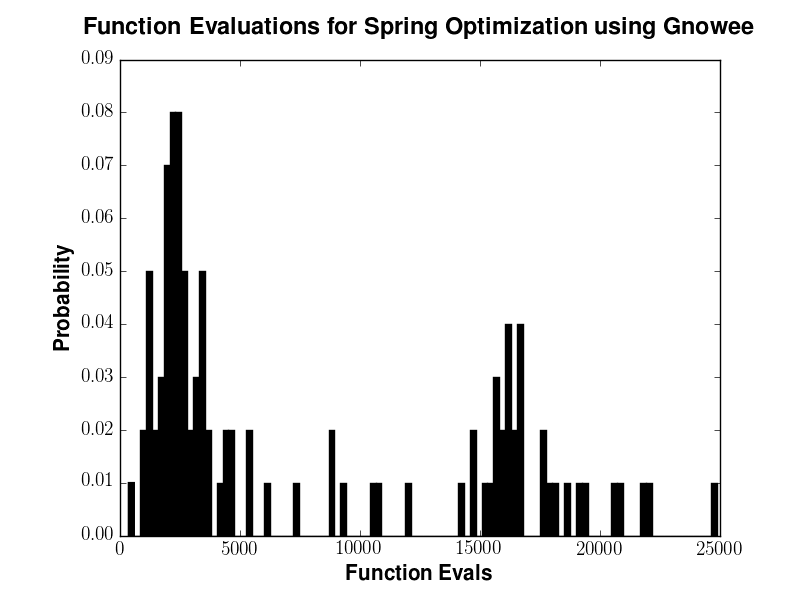 Function Evaluations for Spring Optimization using Gnowee
0.09
0.08
0.07
0.06
0.05
0.04
0.03
0.02
0.01
0.00
Probability
0 5000 10000 15000 20000 25000
Function Evals